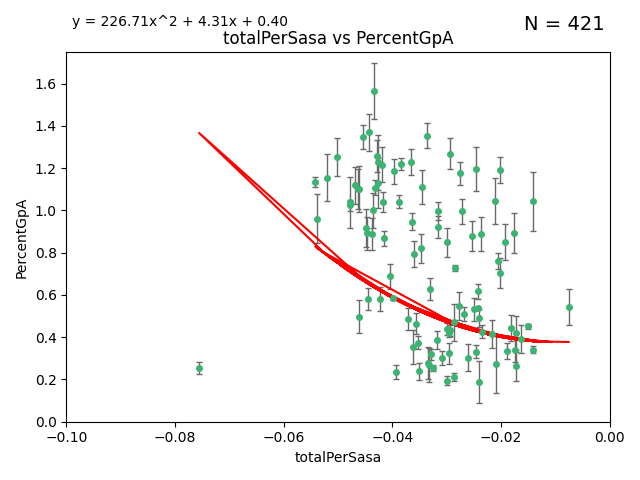 y = 226.71x^2 + 4.31x + 0.40
N = 421
totalPerSasa vs PercentGpA
PercentGpA
1.6
1.4
1.2
1.0
0.8
0.6
0.4
0.2
0.0
−0.10 −0.08 −0.06 −0.04 −0.02 0.00
totalPerSasa